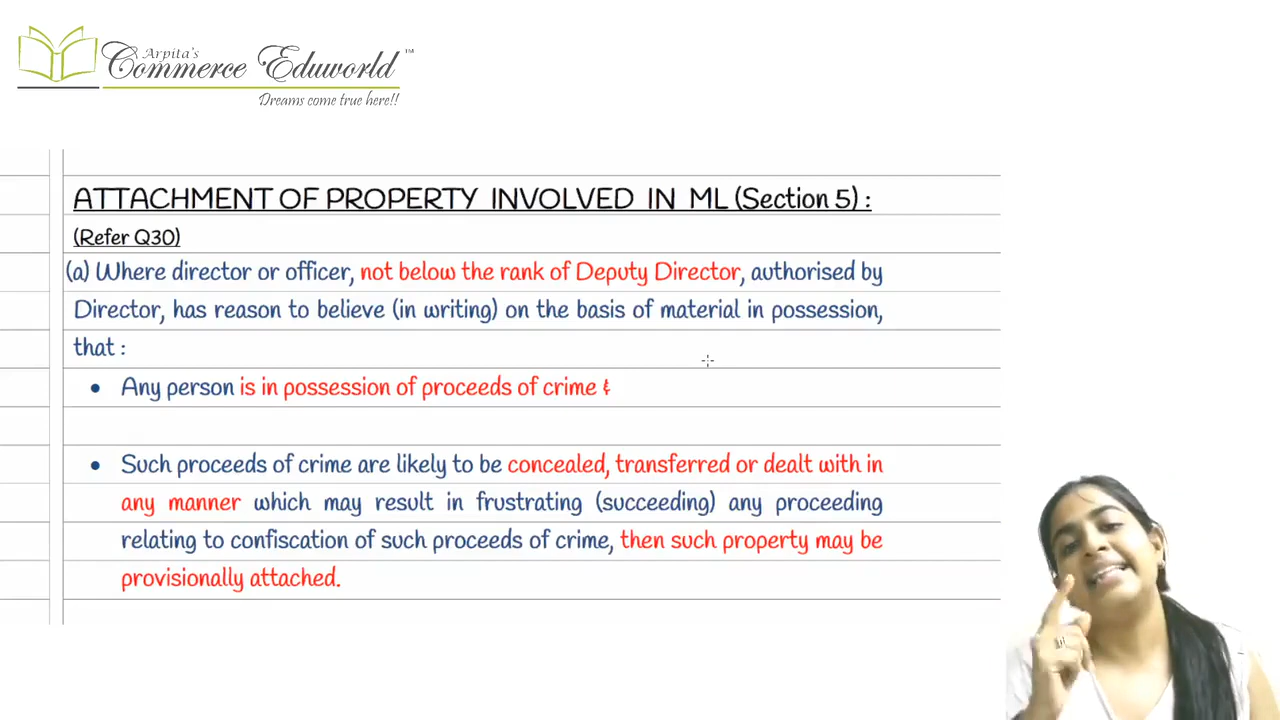 Arpita's
Commerce Eduworld™
Dreams come true here!!
ATTACHMENT OF PROPERTY INVOLVED IN ML (Section 5) :
(Refer Q30)
(a) Where director or officer, not below the rank of Deputy Director, authorised by
Director, has reason to believe (in writing) on the basis of material in possession,
that :
• Any person is in possession of proceeds of crime &
• Such proceeds of crime are likely to be concealed, transferred or dealt with in
any manner which may result in frustrating (succeeding) any proceeding
relating to confiscation of such proceeds of crime, then such property may be
provisionally attached.